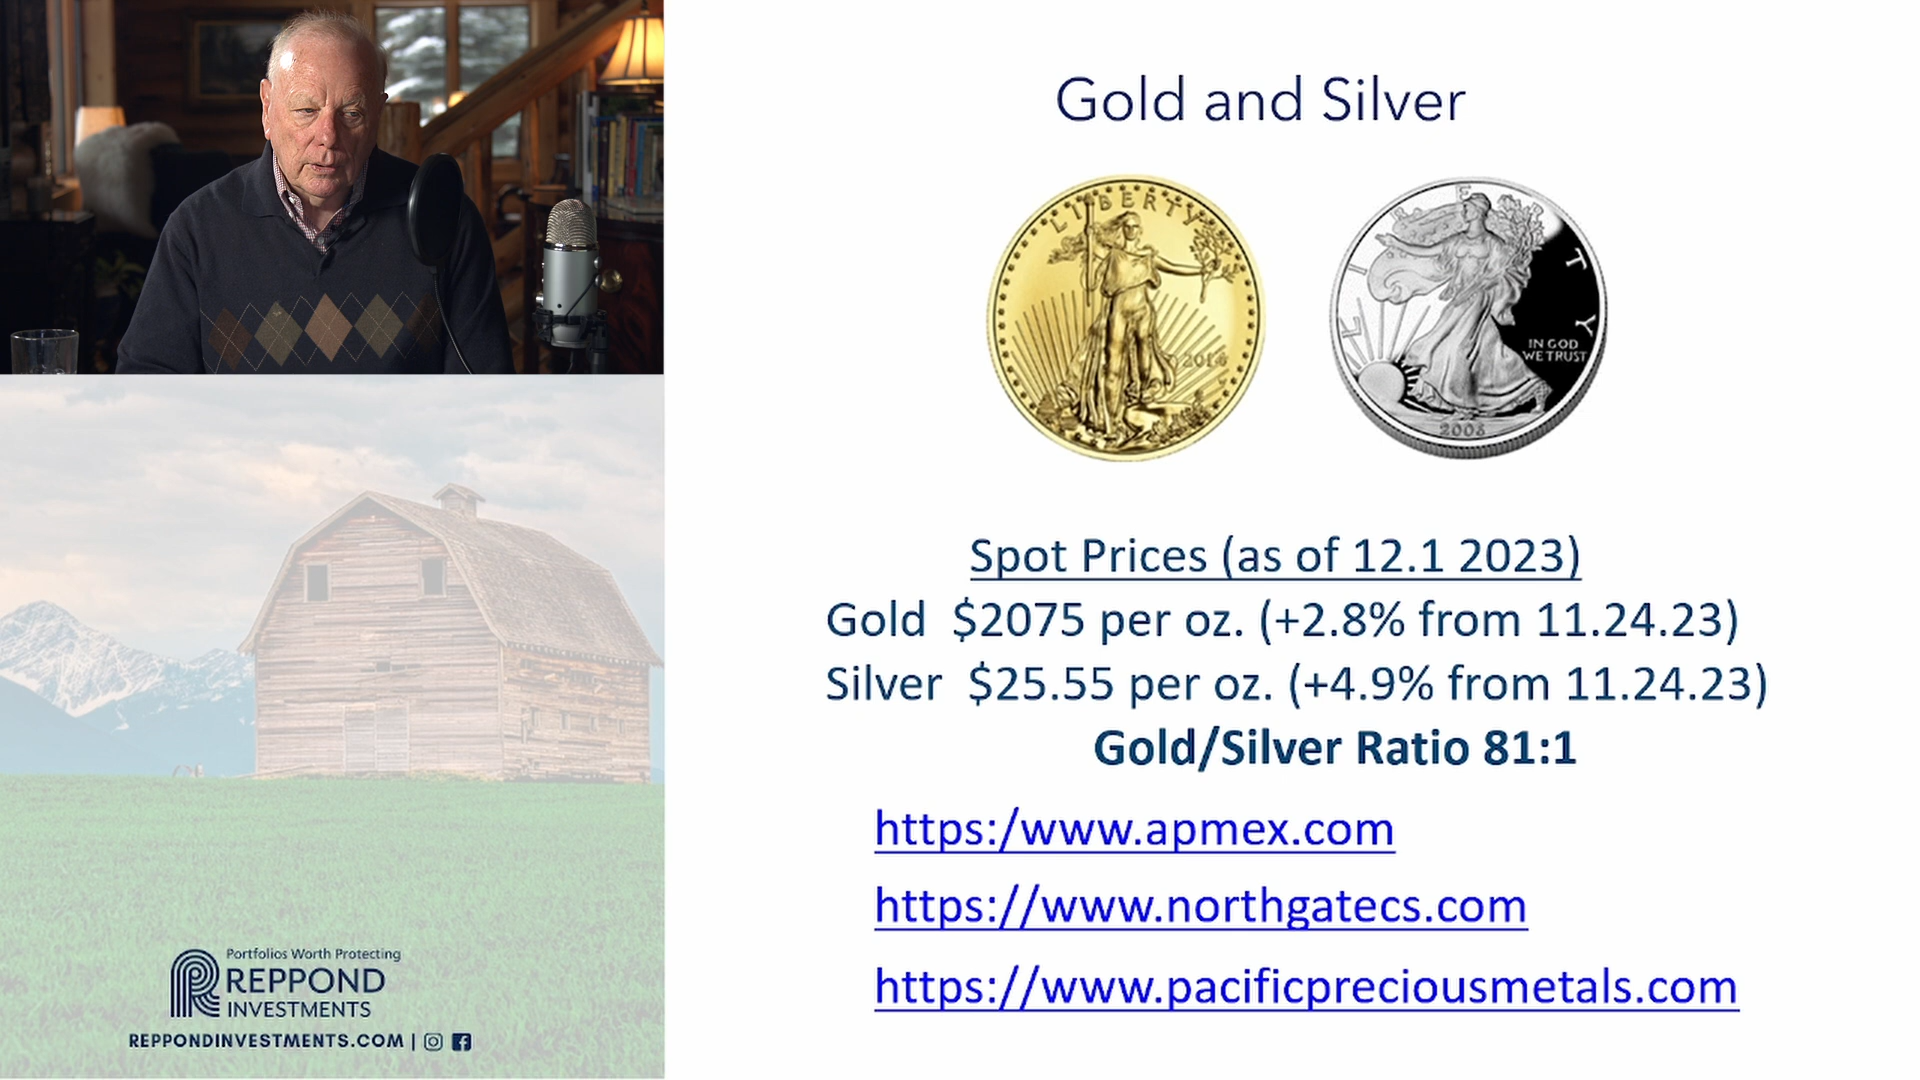 Gold and Silver
LIBERTY
2014
LIBERTY
IN GOD
WE TRUST
Spot Prices (as of 12.1 2023)
Gold $2075 per oz. (+2.8% from 11.24.23)
Silver $25.55 per oz. (+4.9% from 11.24.23)
Gold/Silver Ratio 81:1
https:/www.apmex.com
https://www.northgatecs.com
https://www.pacificpreciousmetals.com
Portfolios Worth Protecting
REPPOND
INVESTMENTS
REPPONDINVESTMENTS.COM |